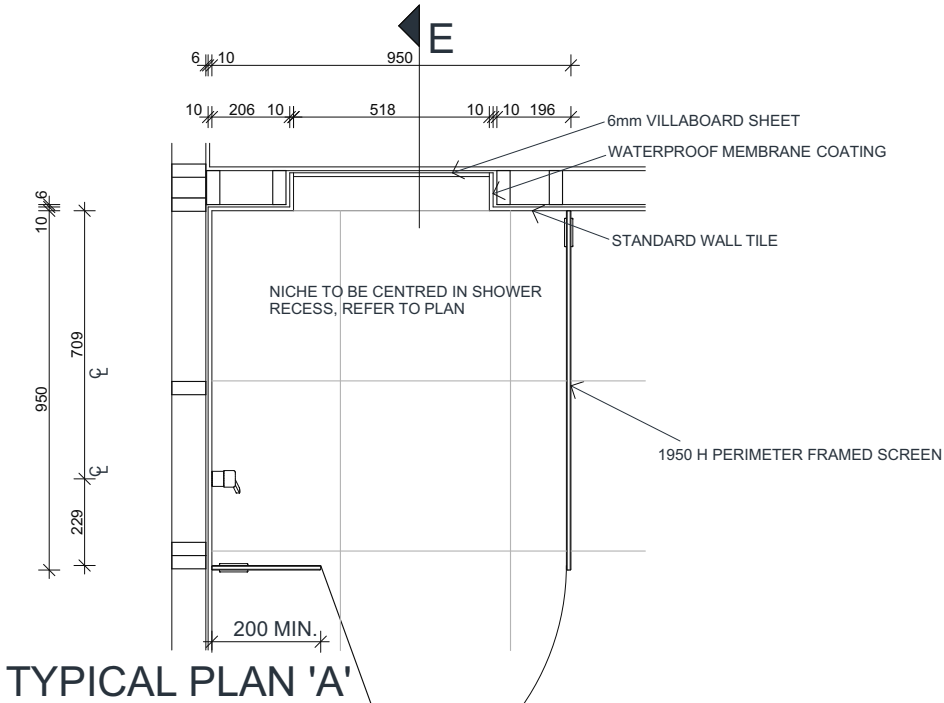 E
6 10 950
10 206 10 518 10 10 196
6mm VILLABOARD SHEET
WATERPROOF MEMBRANE COATING
STANDARD WALL TILE
10 6
NICHE TO BE CENTRED IN SHOWER
RECESS, REFER TO PLAN
709
℄
950
1950 H PERIMETER FRAMED SCREEN
℄
229
200 MIN.
TYPICAL PLAN 'A'